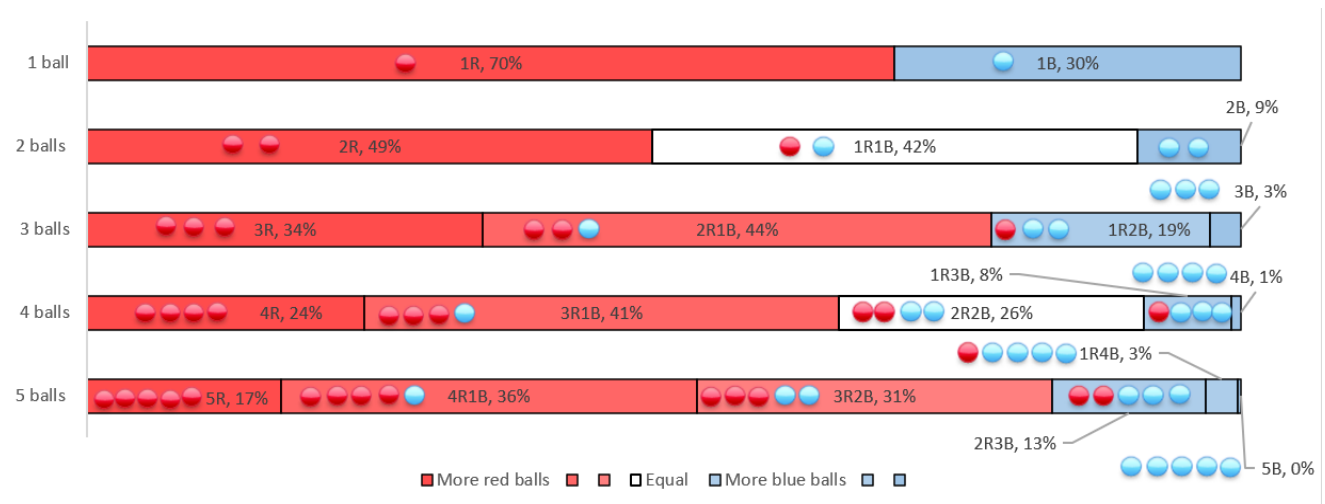 1 ball 1R, 70% 1B, 30%
2B, 9%
2 balls 2R, 49% 1R1B, 42%
3B, 3%
3 balls 3R, 34% 2R1B, 44% 1R2B, 19%
1R3B, 8% 4B, 1%
4 balls 4R, 24% 3R1B, 41% 2R2B, 26%
1R4B, 3%
5 balls 5R, 17% 4R1B, 36% 3R2B, 31%
2R3B, 13%
5B, 0%
More red balls Equal More blue balls